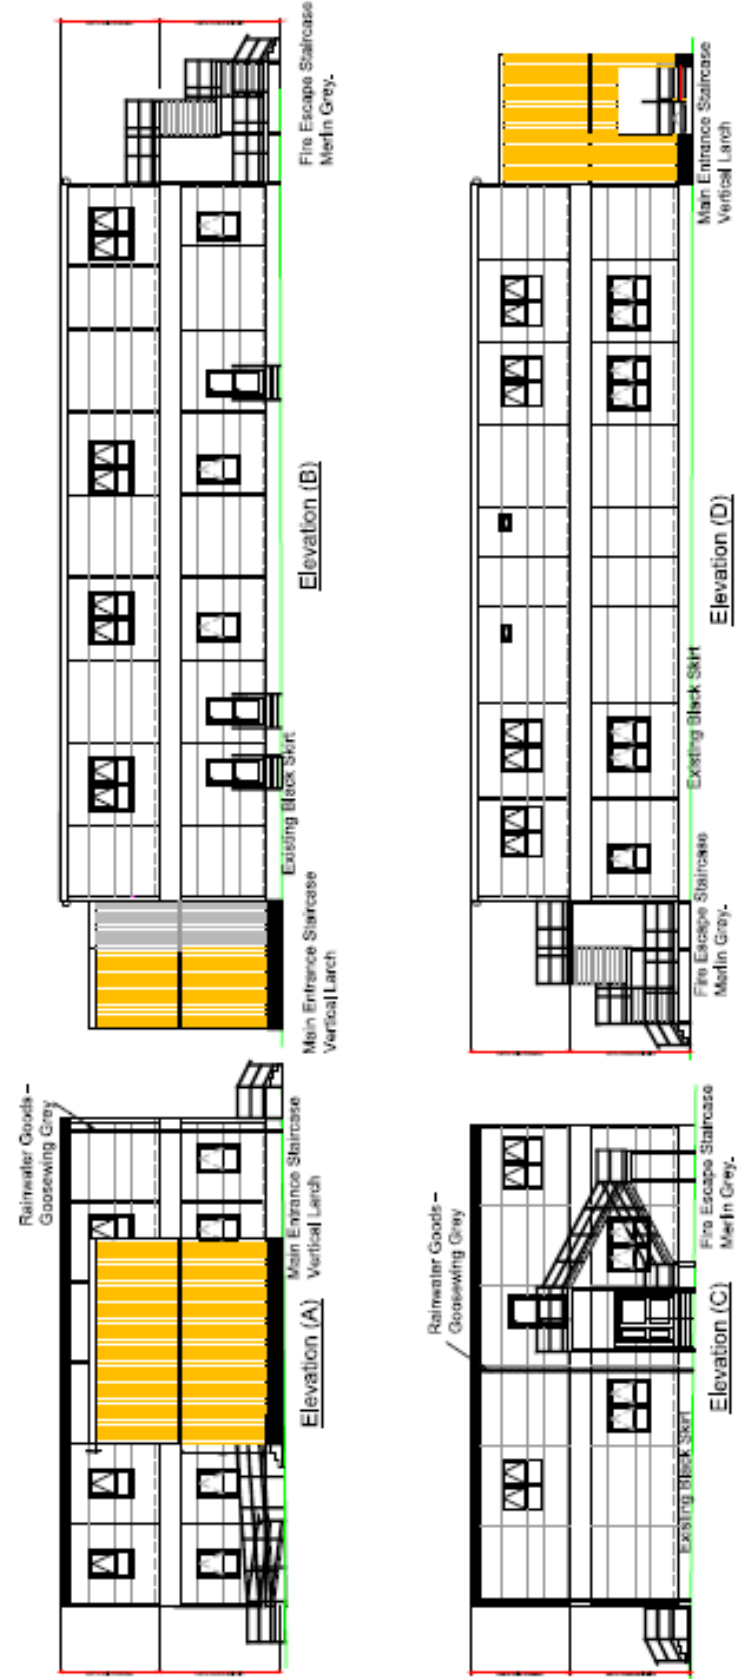 Rainwater Goods –
Goosewing Grey
Main Entrance Staircase
Vertical Larch
Elevation (A)
Main Entrance Staircase
Vertical Larch
Existing Black Skirt
Elevation (B)
Fire Escape Staircase
Merlin Grey.
Rainwater Goods –
Goosewing Grey
Existing Black Skirt
Elevation (C)
Fire Escape Staircase
Merlin Grey.
Fire Escape Staircase
Merlin Grey.
Existing Black Skirt
Elevation (D)
Main Entrance Staircase
Vertical Larch